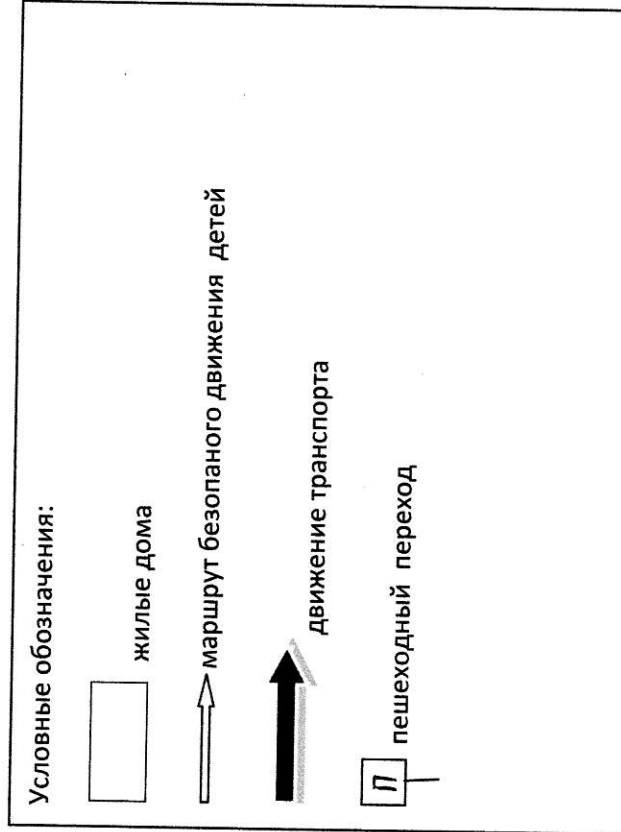 Условные обозначения:
жилые дома
маршрут безопаного движения детей
движение транспорта
П
пешеходный переход